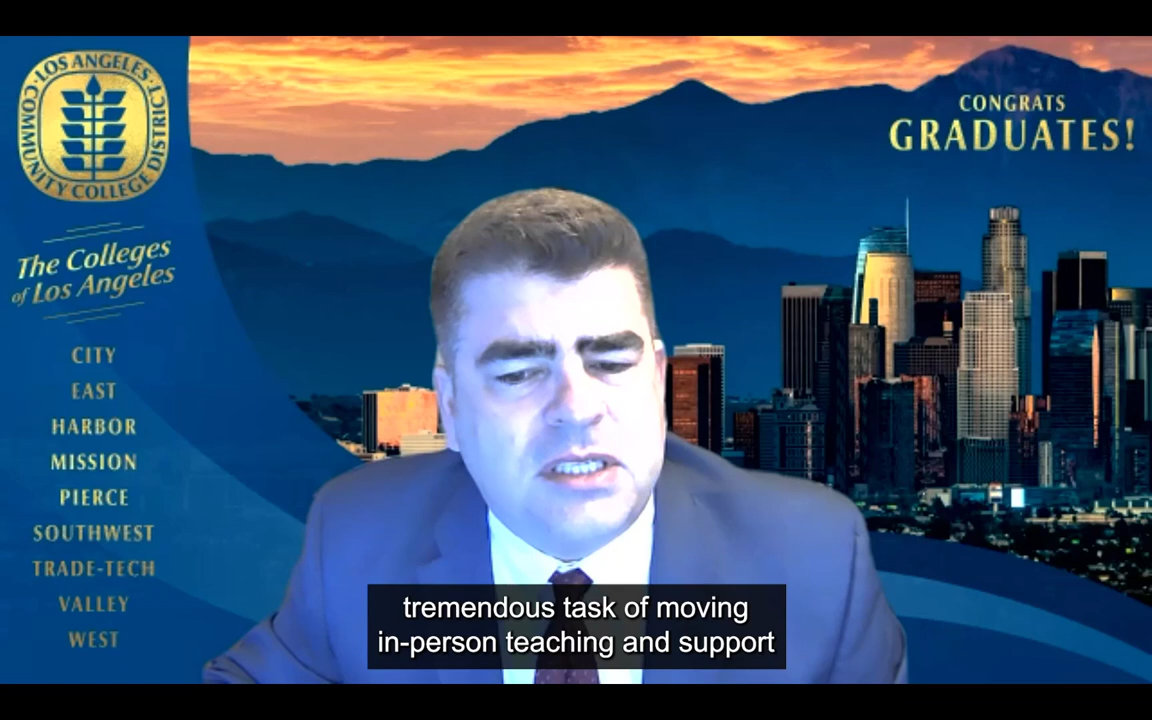 LOS ANGELES
COMMUNITY COLLEGE DISTRICT
The Colleges
of Los Angeles
CITY
EAST
HARBOR
MISSION
PIERCE
SOUTHWEST
TRADE-TECH
VALLEY
WEST
CONGRATS
GRADUATES!
tremendous task of moving
in-person teaching and support